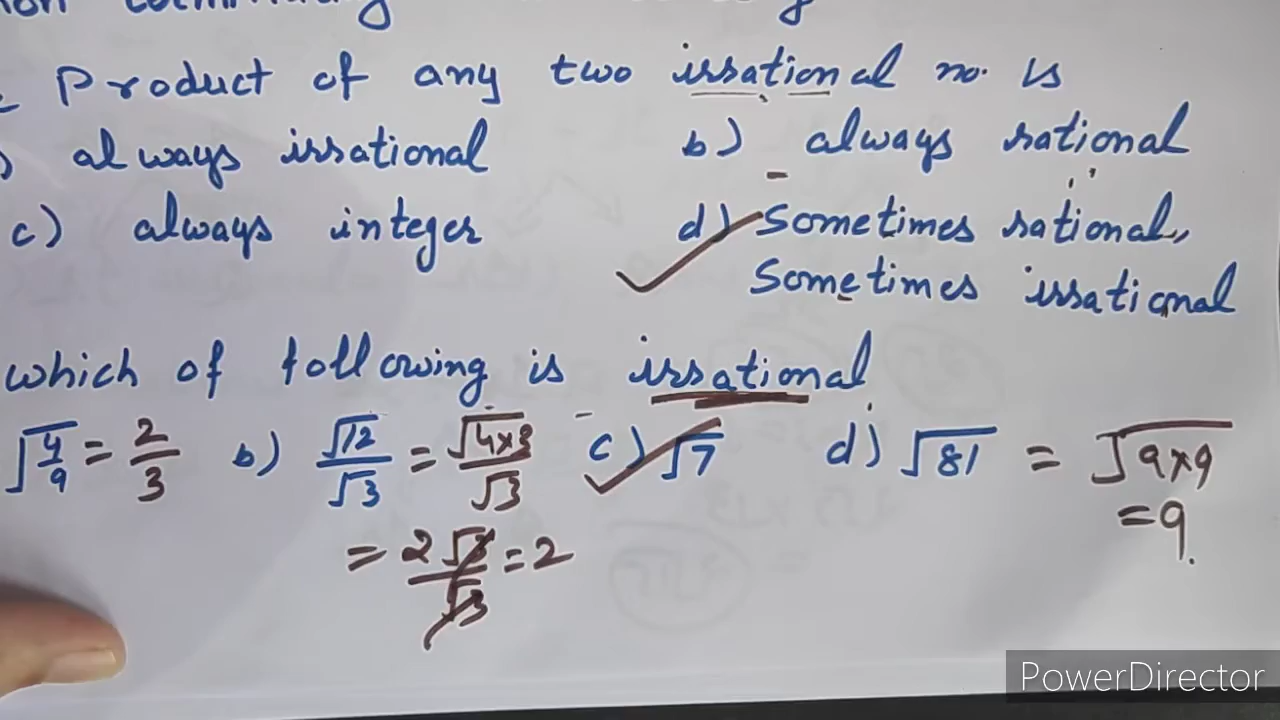 Product of any two irrational no. is
always irrational b) always rational
c) always integer d) Sometimes rational,,
Sometimes irrational
which of following is irrational
√4/9 = 2/3 b) √12/√3 = √4×3/√3 c) √7 d) √81 = √9×9
= 2√3/√3 = 2 = 9.
PowerDirector